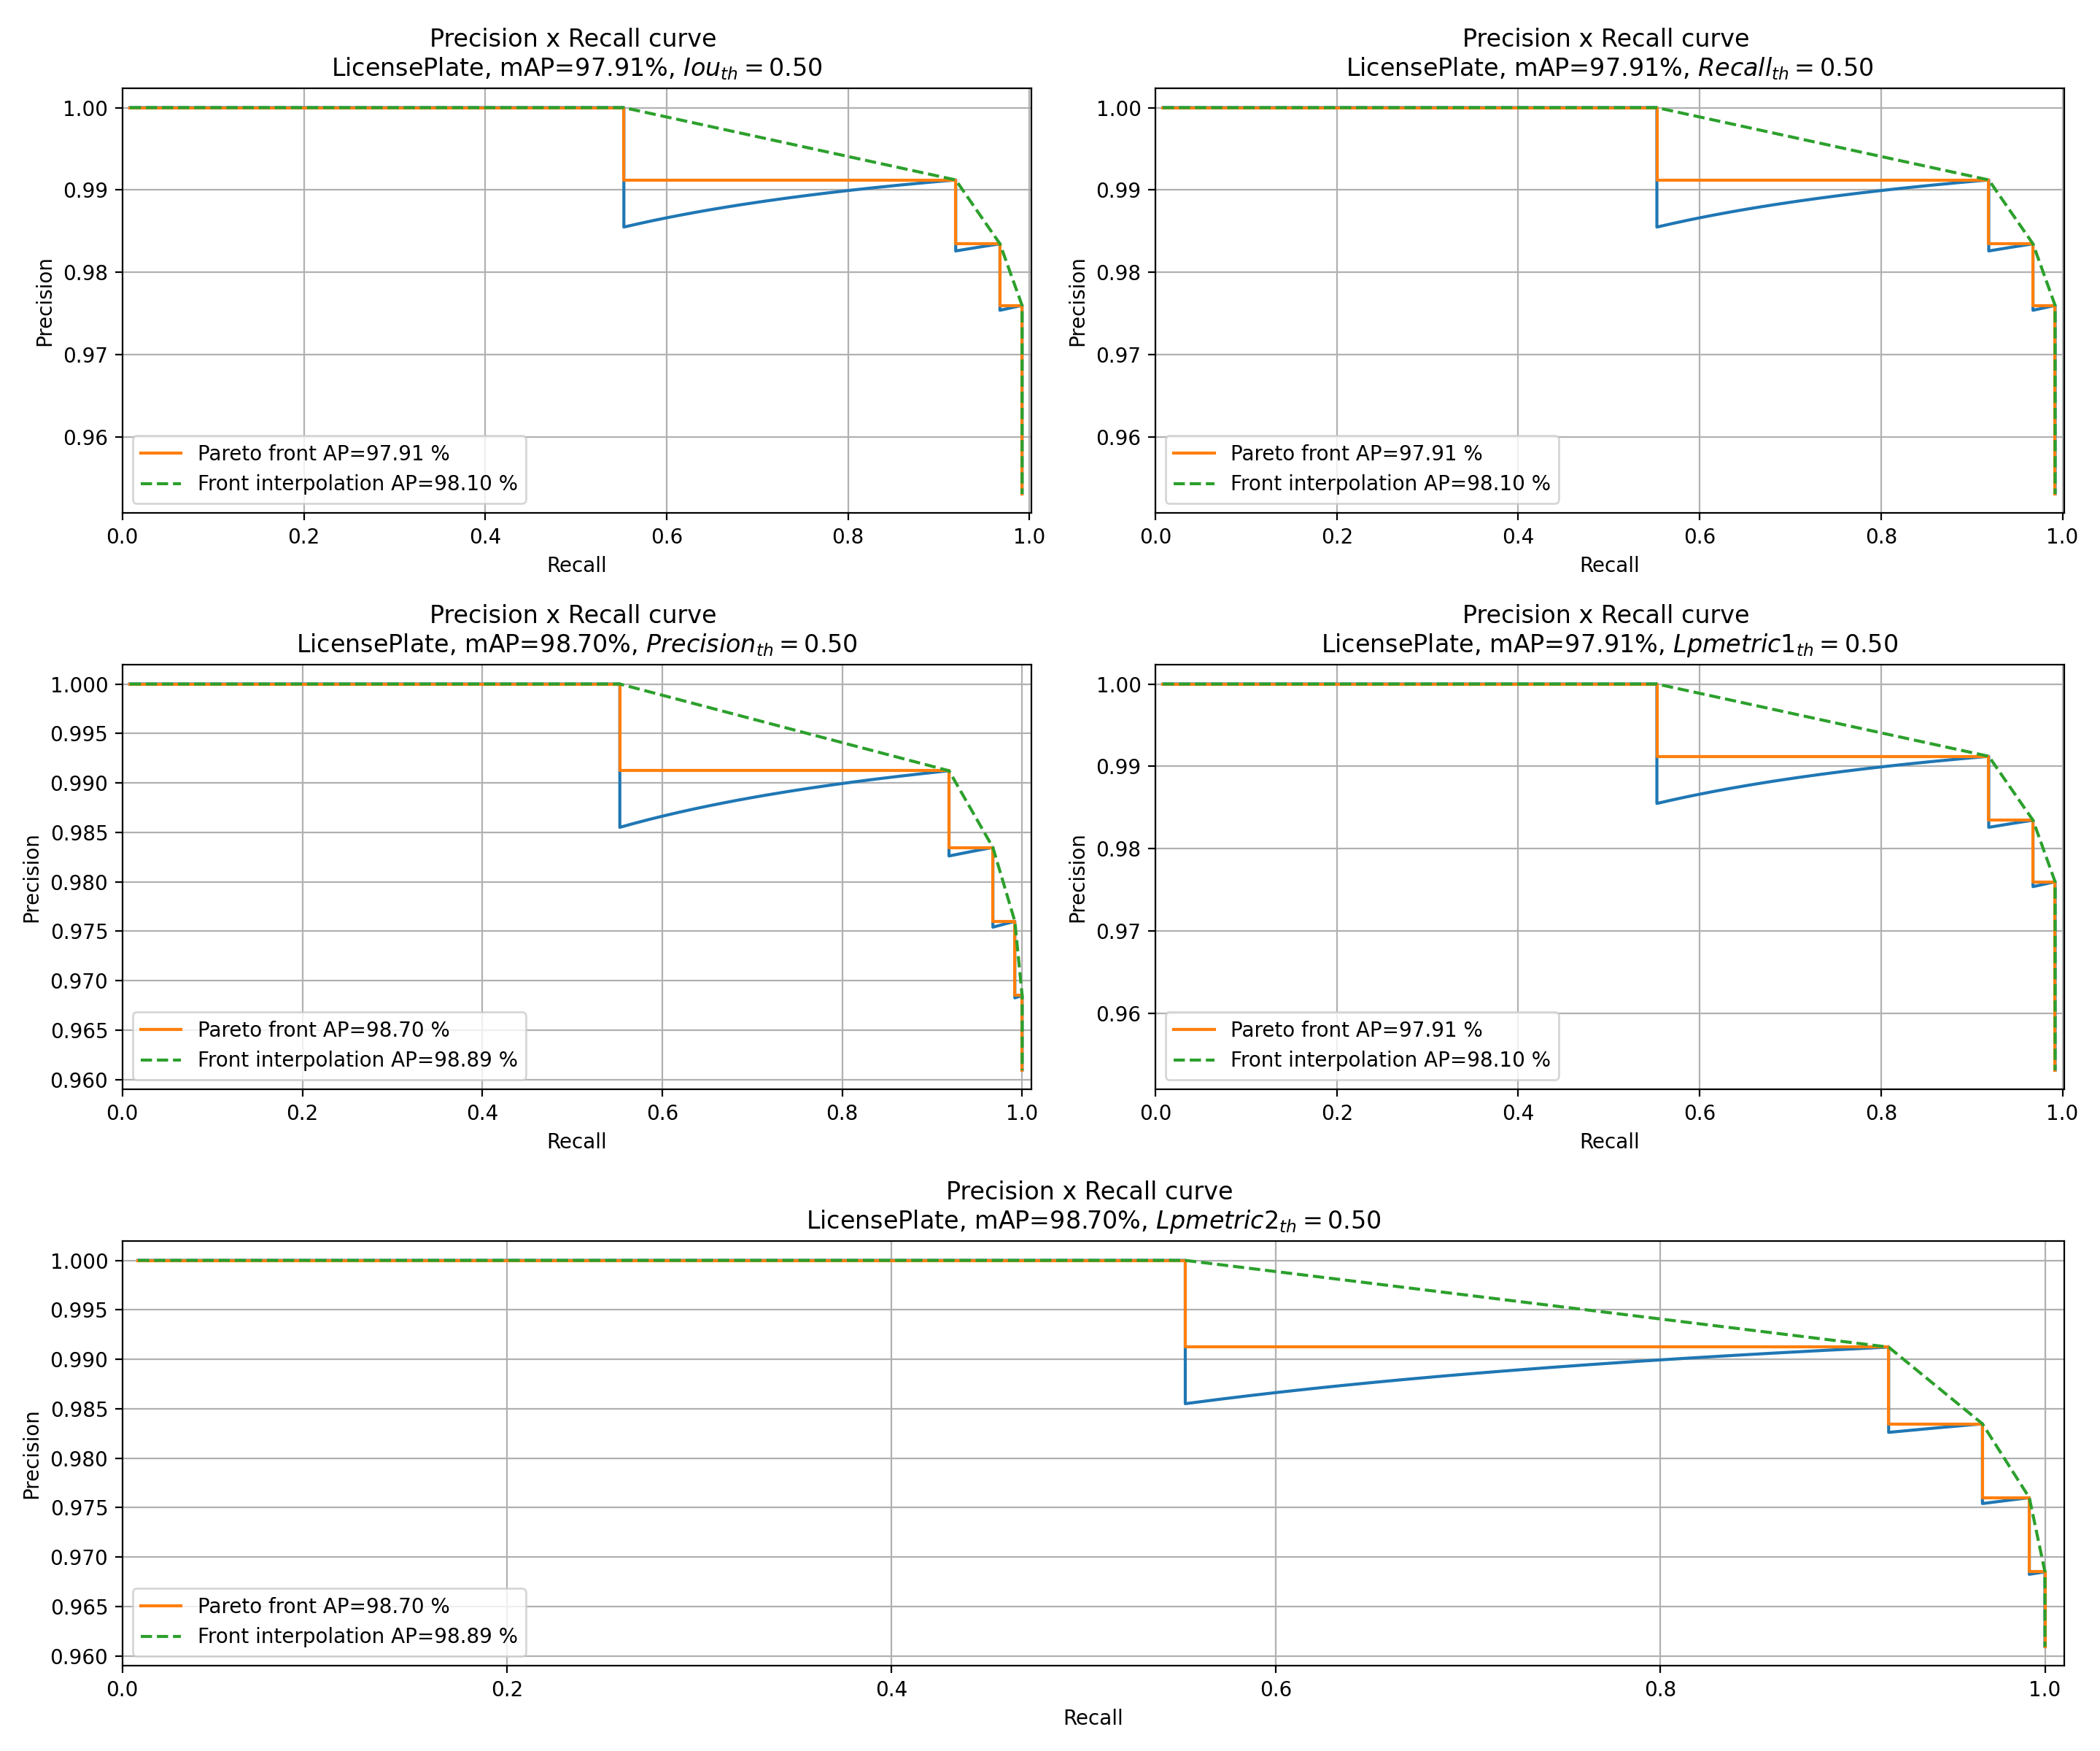 Precision x Recall curve
LicensePlate, mAP=97.91%, Iou_th = 0.50
1.00
0.99
0.98
0.97
0.96
Precision
Pareto front AP=97.91 %
Front interpolation AP=98.10 %
0.0 0.2 0.4 0.6 0.8 1.0
Recall
Precision x Recall curve
LicensePlate, mAP=97.91%, Recall_th = 0.50
1.00
0.99
0.98
0.97
0.96
Precision
Pareto front AP=97.91 %
Front interpolation AP=98.10 %
0.0 0.2 0.4 0.6 0.8 1.0
Recall
Precision x Recall curve
LicensePlate, mAP=98.70%, Precision_th = 0.50
1.000
0.995
0.990
0.985
0.980
0.975
0.970
0.965
0.960
Precision
Pareto front AP=98.70 %
Front interpolation AP=98.89 %
0.0 0.2 0.4 0.6 0.8 1.0
Recall
Precision x Recall curve
LicensePlate, mAP=97.91%, Lpmetric1_th = 0.50
1.00
0.99
0.98
0.97
0.96
Precision
Pareto front AP=97.91 %
Front interpolation AP=98.10 %
0.0 0.2 0.4 0.6 0.8 1.0
Recall
Precision x Recall curve
LicensePlate, mAP=98.70%, Lpmetric2_th = 0.50
1.000
0.995
0.990
0.985
0.980
0.975
0.970
0.965
0.960
Precision
Pareto front AP=98.70 %
Front interpolation AP=98.89 %
0.0 0.2 0.4 0.6 0.8 1.0
Recall